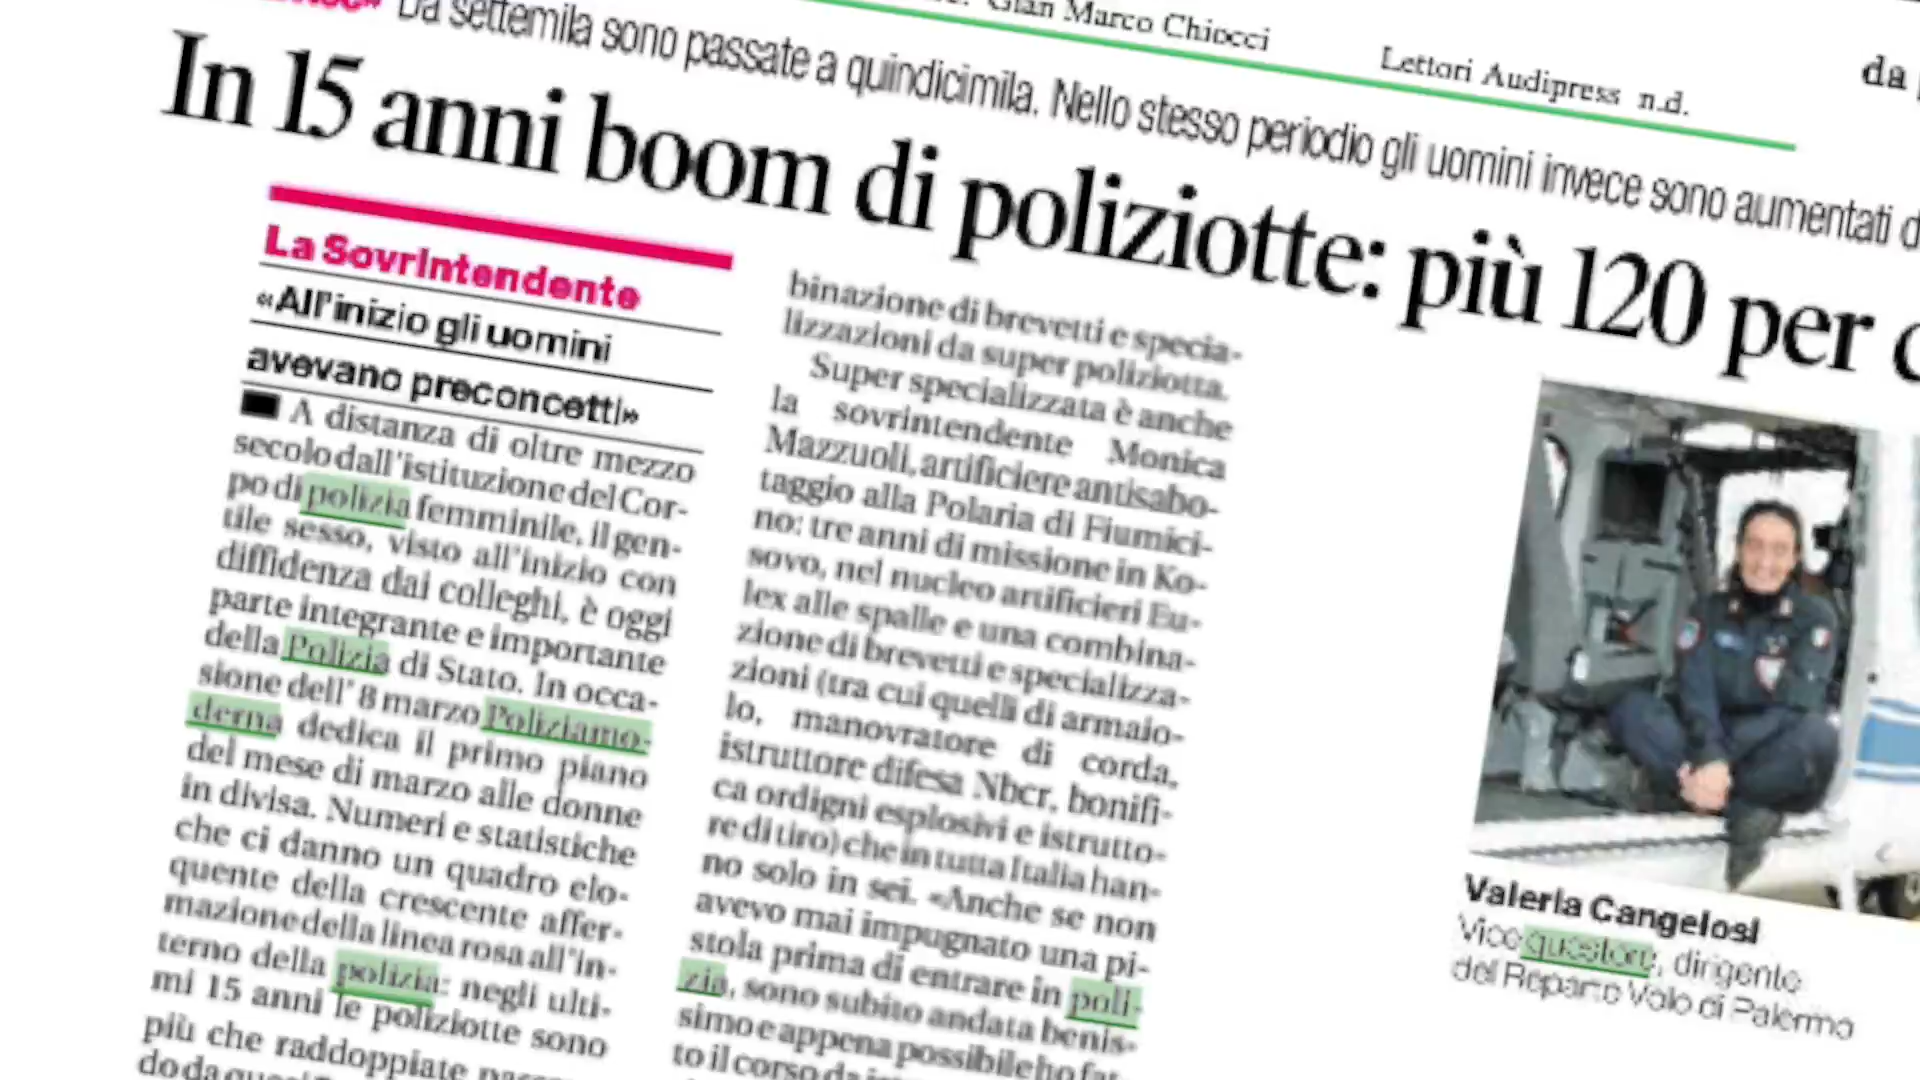 Gian Marco Chiocci
Lettori Audipress n.d.
da
Da settemila sono passate a quindicimila. Nello stesso periodio gli uomini invece sono aumentati d
In 15 anni boom di poliziotte: più 120 per c
La Sovrintendente
«All'inizio gli uomini
avevano preconcetti»
A distanza di oltre mezzo
secolo dall'istituzione del Cor-
po di polizia femminile, il gen-
tile sesso, visto all'inizio con
diffidenza dai colleghi, è oggi
parte integrante e importante
della Polizia di Stato. In occa-
sione dell' 8 marzo Poliziamo-
derna dedica il primo piano
del mese di marzo alle donne
in divisa. Numeri e statistiche
che ci danno un quadro elo-
quente della crescente affer-
mazione della linea rosa all'in-
terno della polizia: negli ulti-
mi 15 anni le poliziotte sono
più che raddoppiate
binazione di brevetti e specia-
lizzazioni da super poliziotta.
Super specializzata è anche
la sovrintendente Monica
Mazzuoli, artificiere antisabo-
taggio alla Polaria di Fiumici-
no: tre anni di missione in Ko-
sovo, nel nucleo artificieri Eu-
lex alle spalle e una combina-
zione di brevetti e specializza-
zioni (tra cui quelli di armaio-
lo, manovratore di corda,
istruttore difesa Nbcr, bonifi-
ca ordigni esplosivi e istrutto-
re di tiro) che in tutta Italia han-
no solo in sei. «Anche se non
avevo mai impugnato una pi-
stola prima di entrare in poli-
zia, sono subito andata benis-
simo e appena possibile ho fat-
to il corso da
Valeria Cangelosi
Vice questore, dirigente
del Reparto Volo di Palermo